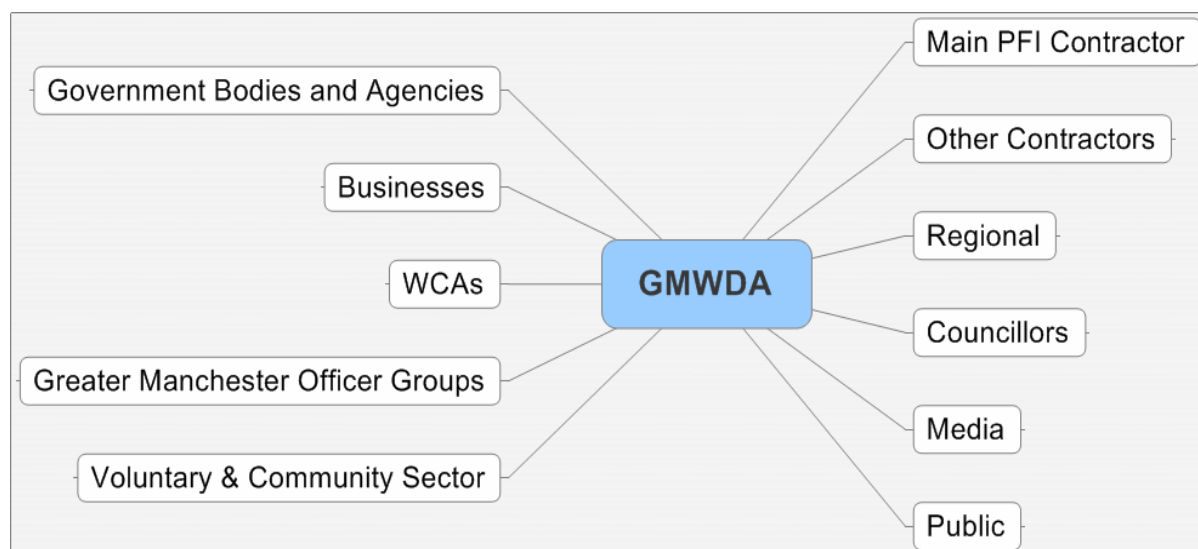 Government Bodies and Agencies
Businesses
WCAs
Greater Manchester Officer Groups
Voluntary & Community Sector
GMWDA
Main PFI Contractor
Other Contractors
Regional
Councillors
Media
Public